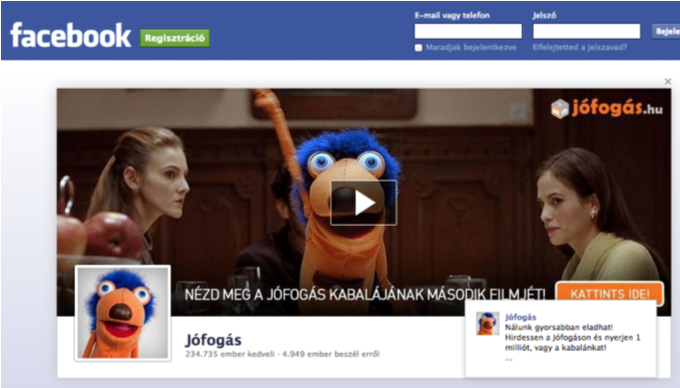 facebook
Regisztráció
E-mail vagy telefon
Jelszó
Bejele
Maradjak bejelentkezve
Elfelejtetted a jelszavad?
jófogás.hu
NÉZD MEG A JÓFOGÁS KABALÁJÁNAK MÁSODIK FILMJÉT!
KATTINTS IDE!
Jófogás
234.735 ember kedveli · 4.949 ember beszél erről
Jófogás
Nálunk gyorsabban eladhat!
Hirdessen a Jófogáson és nyerjen 1
milliót, vagy a kabalánkat!
...